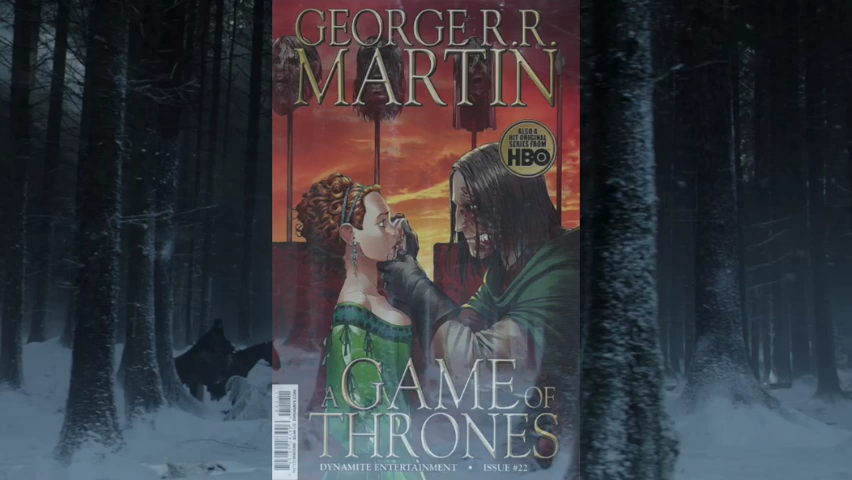 GEORGE R.R.
MARTIN
ALSO A
HIT ORIGINAL
SERIES FROM
HBO
A GAME OF
THRONES
DYNAMITE ENTERTAINMENT • ISSUE #22